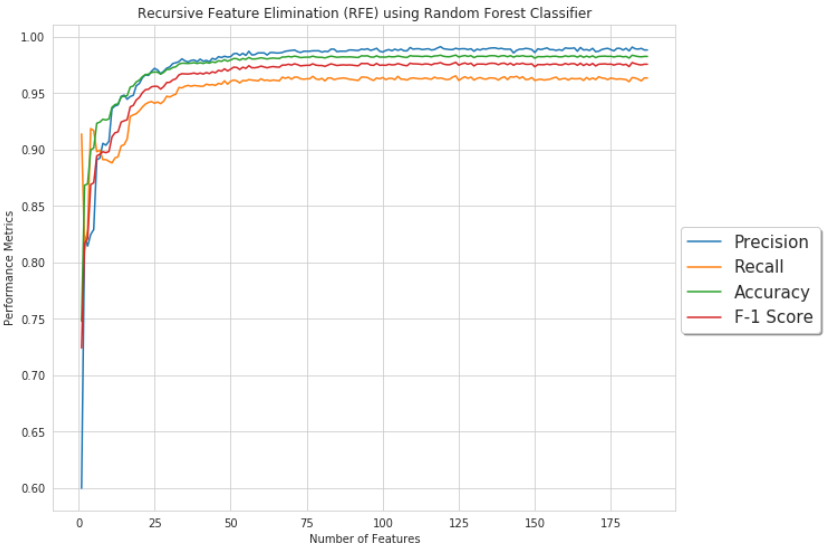 Recursive Feature Elimination (RFE) using Random Forest Classifier
1.00
0.95
0.90
0.85
0.80
0.75
0.70
0.65
0.60
Performance Metrics
0 25 50 75 100 125 150 175
Number of Features
Precision
Recall
Accuracy
F-1 Score